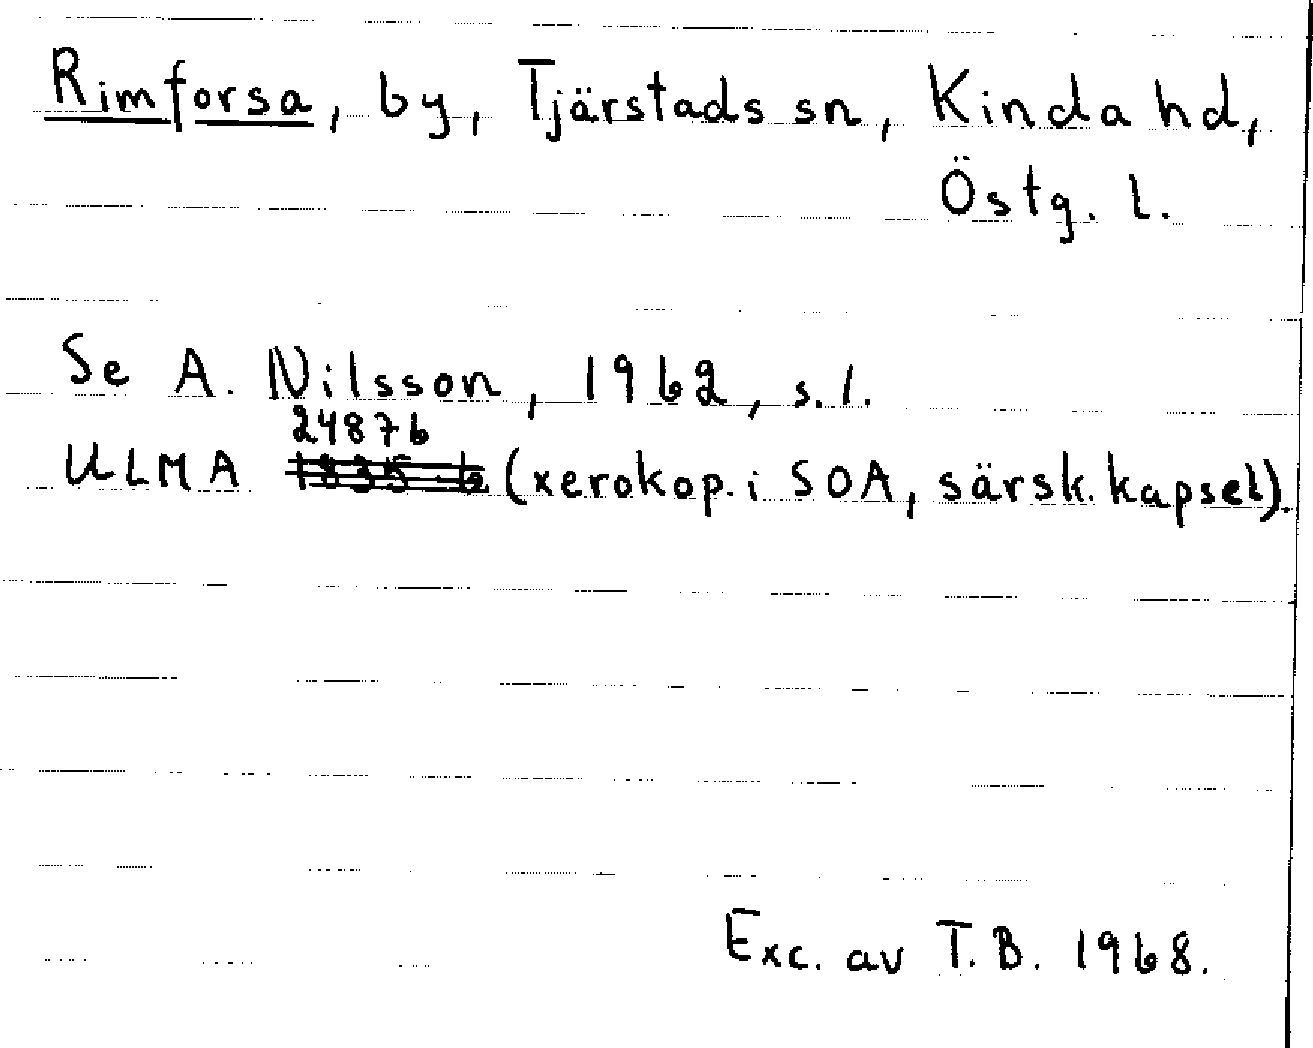 Rimforsa, by, Tjärstads sn, Kinda hd,
Östg. l.
Se A. Nilsson, 1962, s. 1.
24876
ULMA (xerokop. i SOA, särsk. kapsel).
Exc. av T.B. 1968.